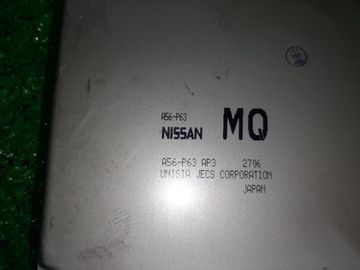 A56-P63
NISSAN MQ
A56-P63 AP3 2706
UNISIA JECS CORPORATION
JAPAN